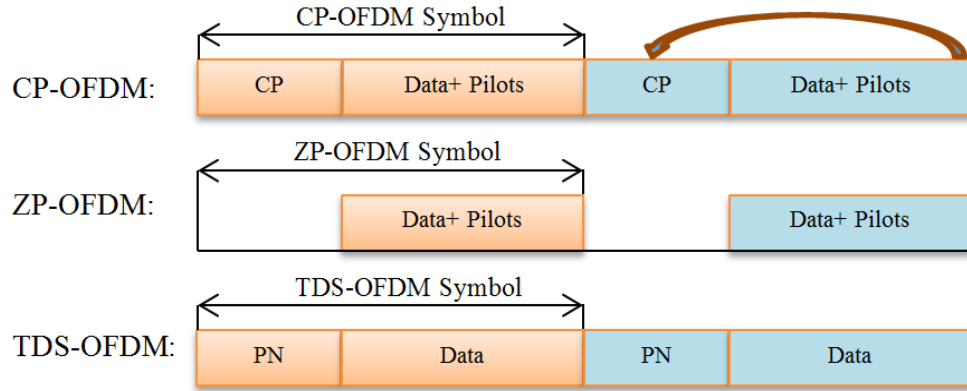 CP-OFDM Symbol
CP-OFDM: CP Data+ Pilots CP Data+ Pilots
ZP-OFDM Symbol
ZP-OFDM: Data+ Pilots Data+ Pilots
TDS-OFDM Symbol
TDS-OFDM: PN Data PN Data